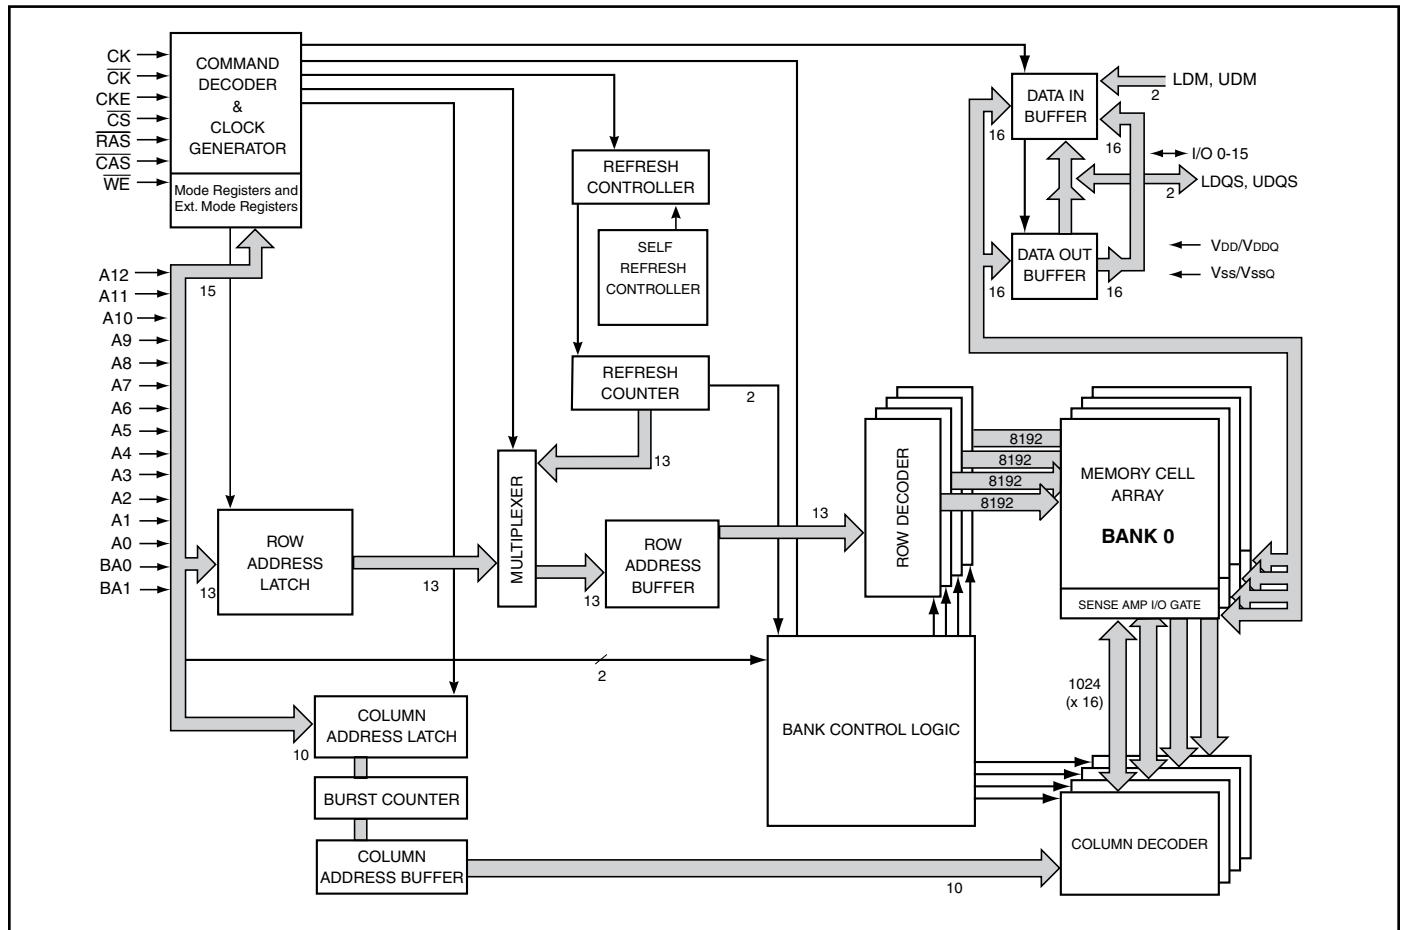 CK
C̅K̅
CKE
C̅S̅
R̅A̅S̅
C̅A̅S̅
W̅E̅
COMMAND
DECODER
&
CLOCK
GENERATOR
Mode Registers and
Ext. Mode Registers
A12
A11
A10
A9
A8
A7
A6
A5
A4
A3
A2
A1
A0
BA0
BA1
15
13
ROW
ADDRESS
LATCH
13
REFRESH
CONTROLLER
SELF
REFRESH
CONTROLLER
REFRESH
COUNTER
2
13
MULTIPLEXER
13
ROW
ADDRESS
BUFFER
13
2
10
COLUMN
ADDRESS LATCH
BURST COUNTER
COLUMN
ADDRESS BUFFER
10
BANK CONTROL LOGIC
ROW DECODER
8192
8192
8192
8192
MEMORY CELL
ARRAY
BANK 0
SENSE AMP I/O GATE
1024
(x 16)
COLUMN DECODER
DATA IN
BUFFER
LDM, UDM
2
16
16
I/O 0-15
LDQS, UDQS
2
DATA OUT
BUFFER
16
16
VDD/VDDQ
Vss/VssQ